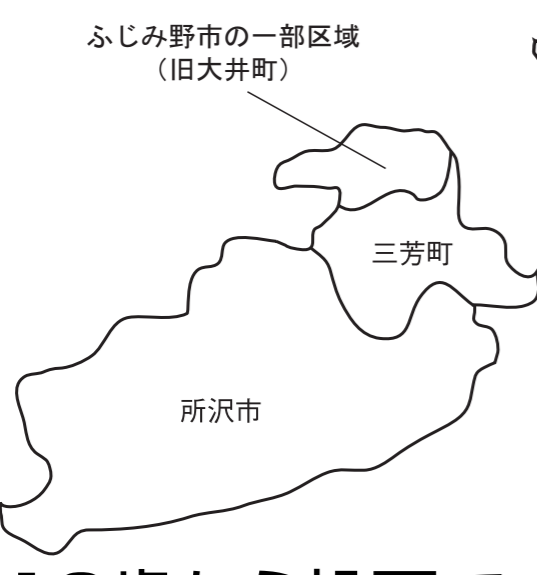 ふじみ野市の一部区域
（旧大井町）
三芳町
所沢市